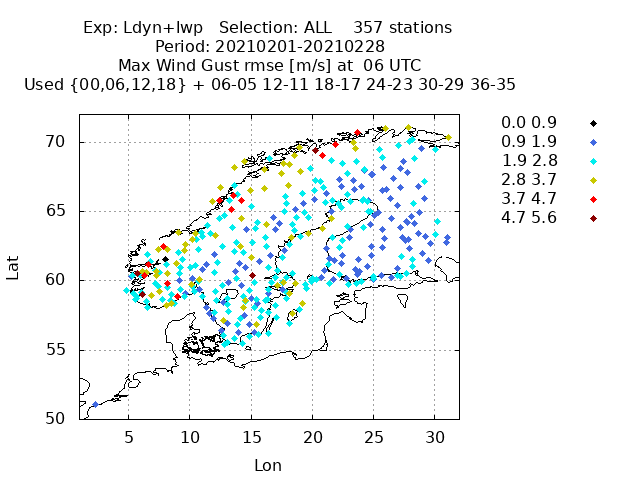 Exp: Ldyn+lwp   Selection: ALL    357 stations
Period: 20210201-20210228
Max Wind Gust rmse [m/s] at  06 UTC
Used {00,06,12,18} + 06-05 12-11 18-17 24-23 30-29 36-35
0.0 0.9
0.9 1.9
1.9 2.8
2.8 3.7
3.7 4.7
4.7 5.6
70
65
60
55
50
Lat
5 10 15 20 25 30
Lon